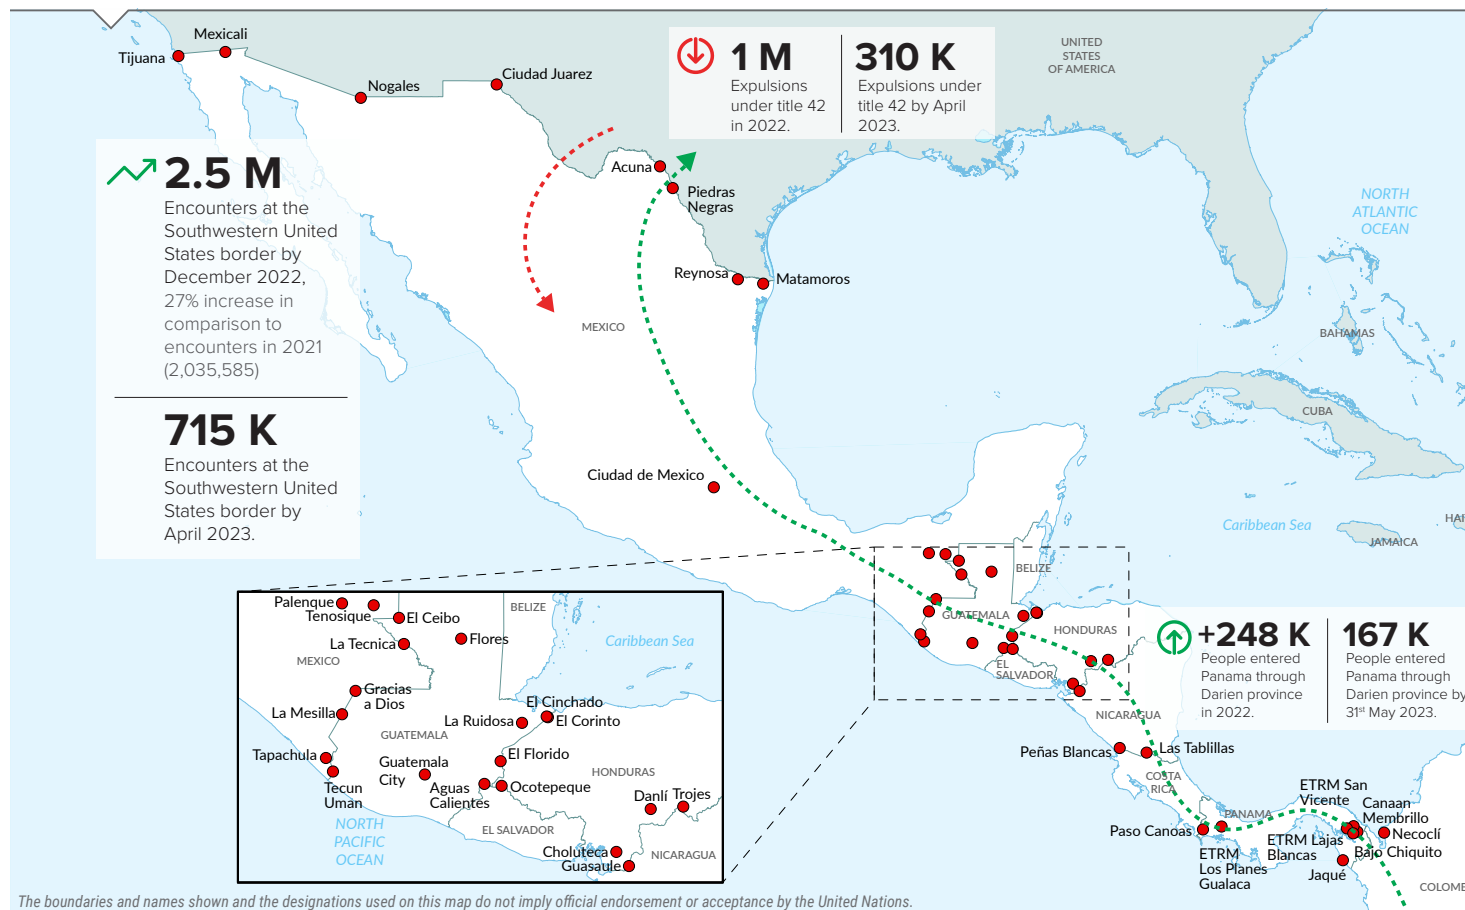 Mexicali
Tijuana
Nogales
Ciudad Juarez
1 M
Expulsions
under title 42
in 2022.
310 K
Expulsions under
title 42 by April
2023.
UNITED
STATES
OF AMERICA
2.5 M
Encounters at the
Southwestern United
States border by
December 2022,
27% increase in
comparison to
encounters in 2021
(2,035,585)
715 K
Encounters at the
Southwestern United
States border by
April 2023.
Acuna
Piedras
Negras
Reynosa
Matamoros
MEXICO
Ciudad de Mexico
NORTH
ATLANTIC
OCEAN
BAHAMAS
CUBA
Caribbean Sea
HAI
JAMAICA
BELIZE
GUATEMALA
HONDURAS
EL
SALVADOR
NICARAGUA
+248 K
People entered
Panama through
Darien province
in 2022.
167 K
People entered
Panama through
Darien province by
31st May 2023.
Peñas Blancas
Las Tablillas
COSTA
RICA
PANAMA
Paso Canoas
ETRM
Los Planes
Gualaca
ETRM San
Vicente
Canaan
Membrillo
Necoclí
ETRM Lajas
Blancas
Bajo Chiquito
Jaqué
COLOME
Palenque
Tenosique
El Ceibo
BELIZE
Caribbean Sea
Flores
La Tecnica
MEXICO
Gracias
a Dios
La Mesilla
El Cinchado
La Ruidosa
El Corinto
GUATEMALA
Tapachula
Guatemala
City
El Florido
Tecun
Uman
Aguas
Calientes
Ocotepeque
HONDURAS
Danlí
Trojes
NORTH
PACIFIC
OCEAN
EL SALVADOR
Choluteca
Guasaule
NICARAGUA
The boundaries and names shown and the designations used on this map do not imply official endorsement or acceptance by the United Nations.